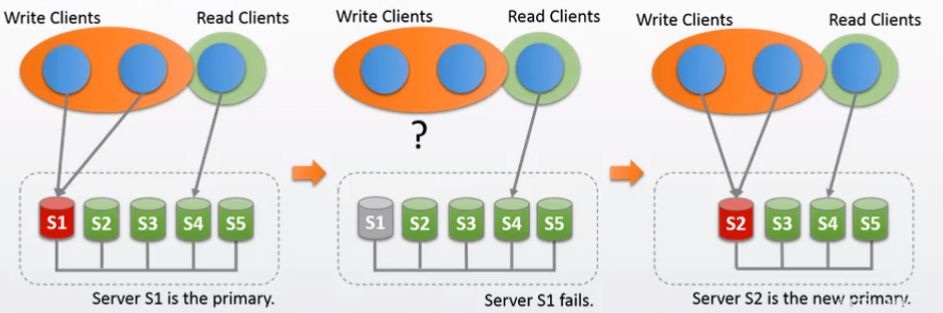 Write Clients Read Clients
S1 S2 S3 S4 S5
Server S1 is the primary.
Write Clients Read Clients
?
S1 S2 S3 S4 S5
Server S1 fails.
Write Clients Read Clients
S2 S3 S4 S5
Server S2 is the new primary.